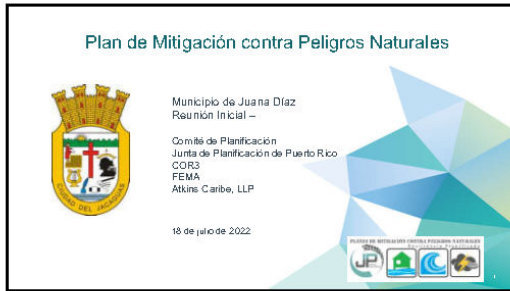 Plan de Mitigación contra Peligros Naturales
Municipio de Juana Díaz
Reunión Inicial –
Comité de Planificación
Junta de Planificación de Puerto Rico
COR3
FEMA
Atkins Caribe, LLP
18 de julio de 2022
CIUDAD DEL JACAGUAS
PLANES DE MITIGACIÓN CONTRA PELIGROS NATURALES
JP